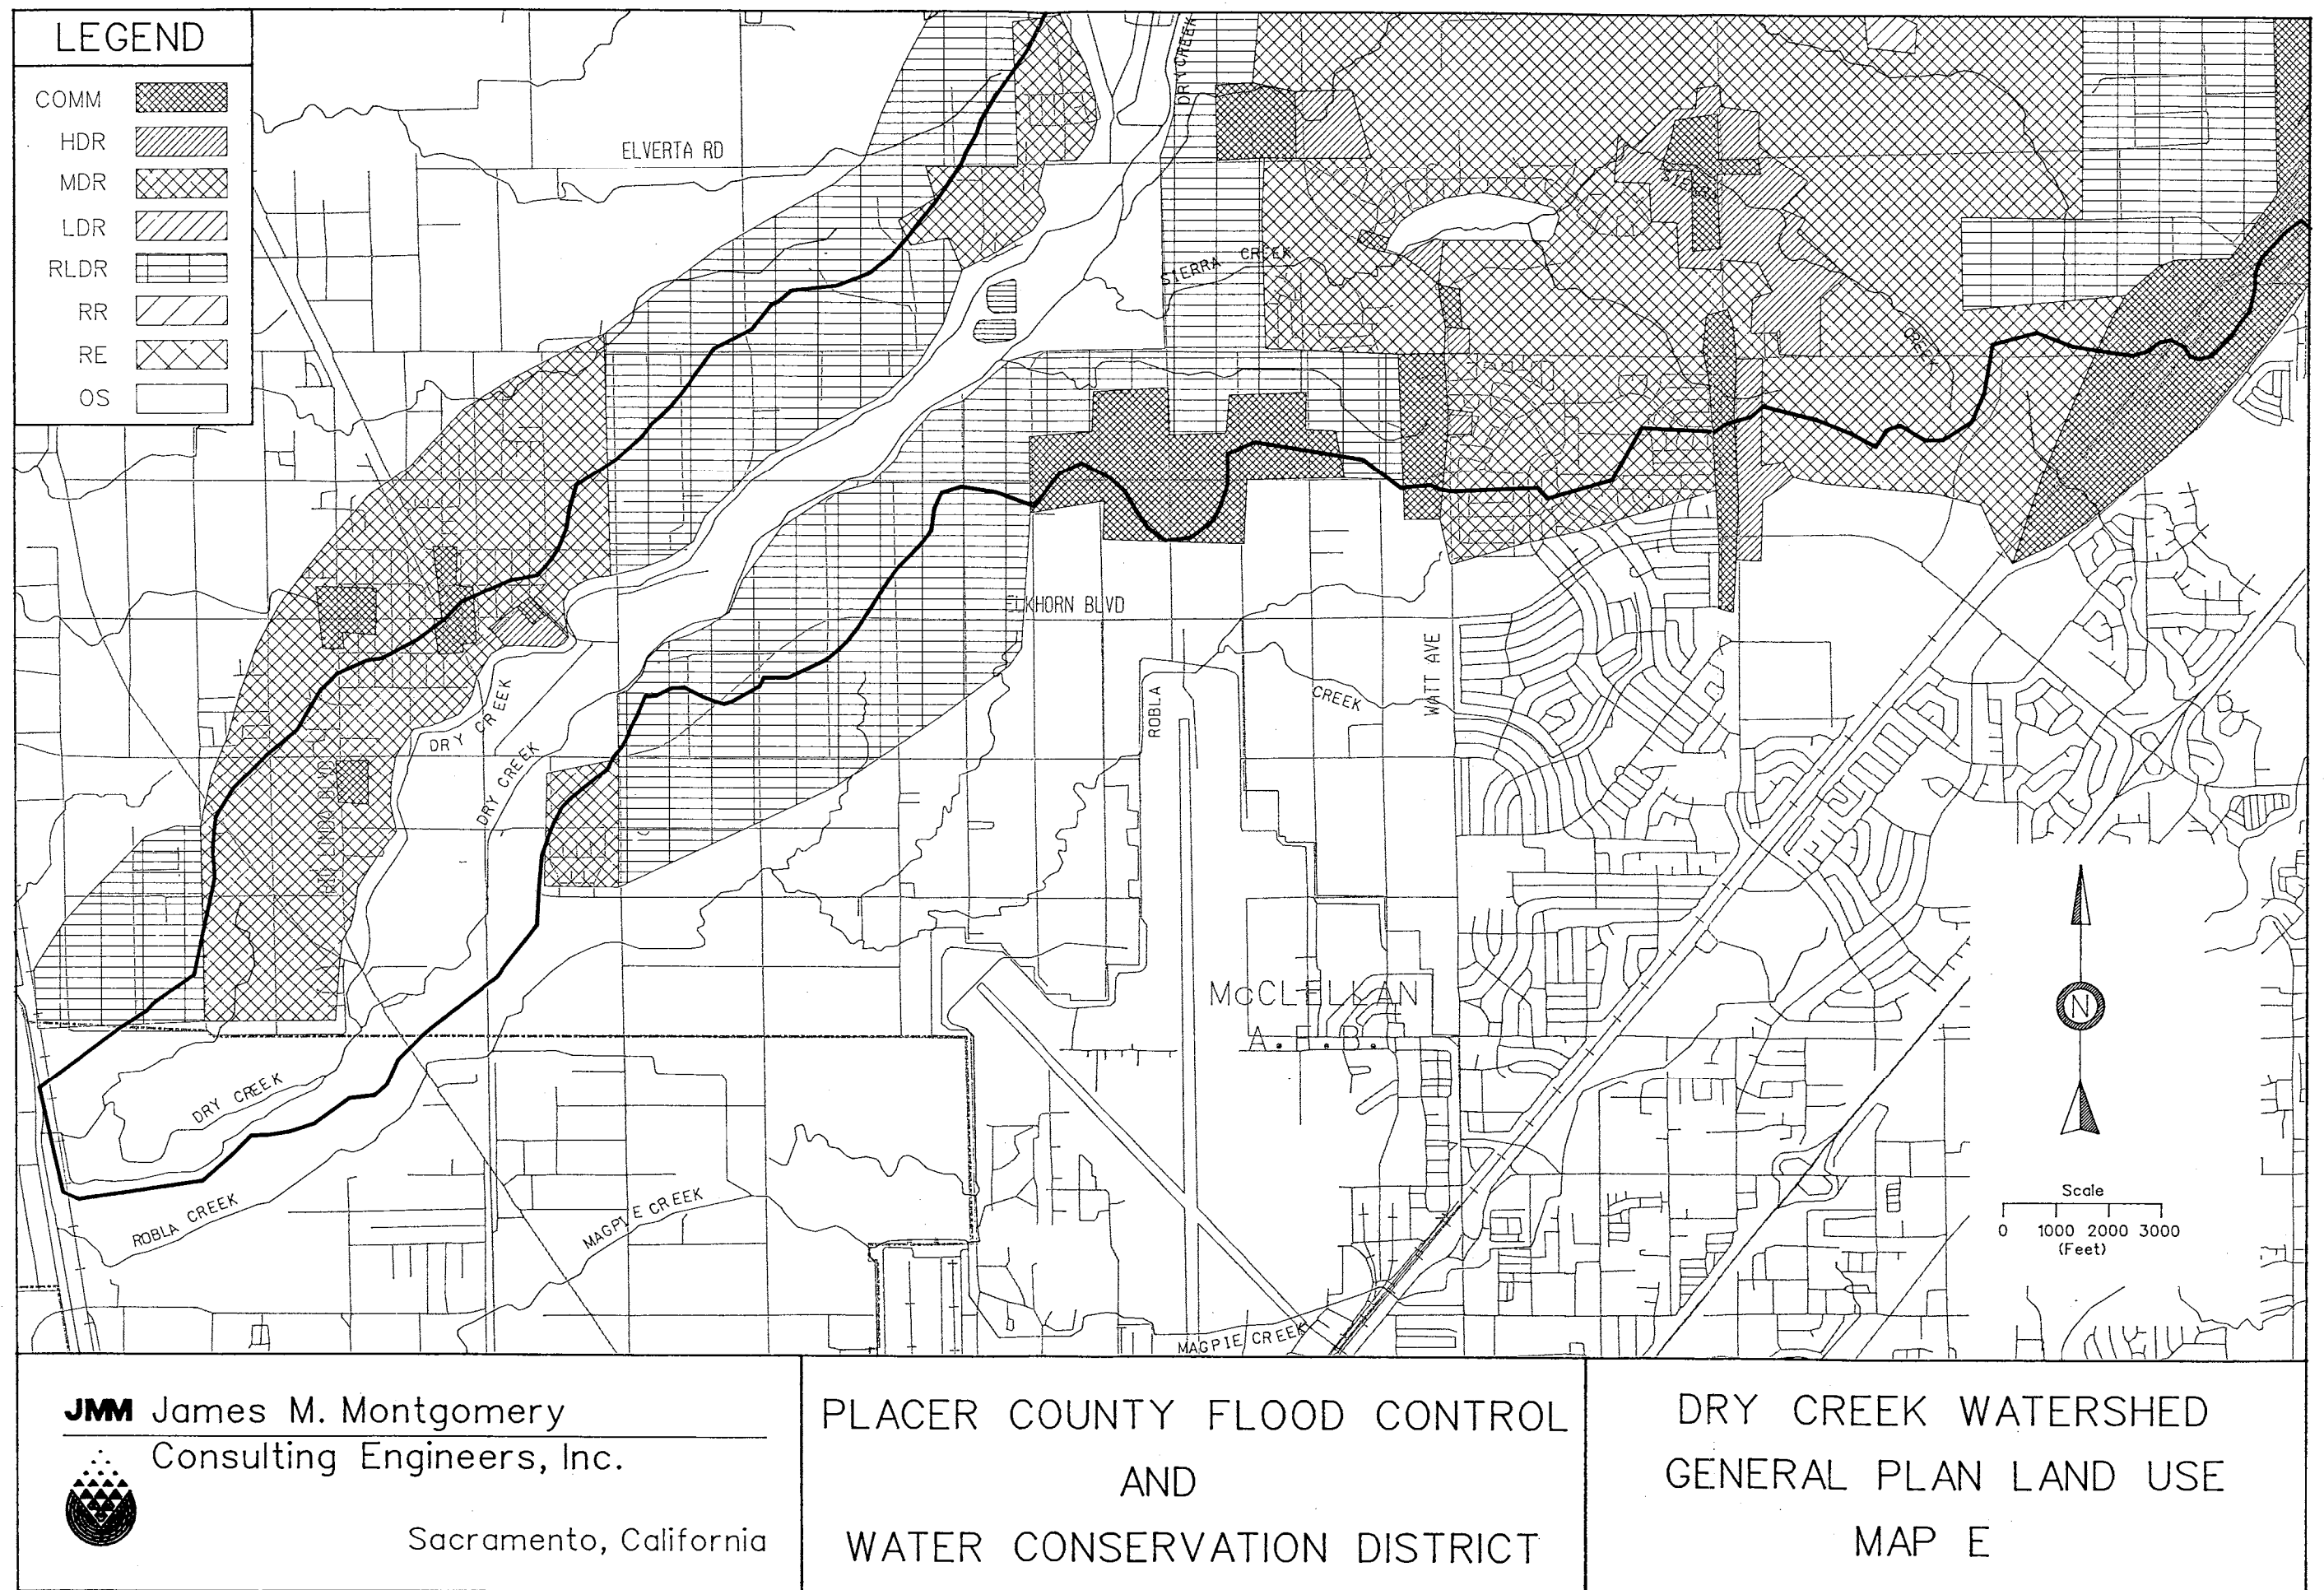 LEGEND
COMM
HDR
MDR
LDR
RLDR
RR
RE
OS
ELVERTA RD
DRY CREEK
SIERRA CREEK
CREEK
ELKHORN BLVD
WATT AVE
ROBLA
CREEK
DRY CREEK
DRY CREEK
McCLELLAN
A.F.B.
DRY CREEK
ROBLA CREEK
MAGPIE CREEK
MAGPIE CREEK
N
Scale
0 1000 2000 3000
(Feet)
JMM James M. Montgomery
Consulting Engineers, Inc.
Sacramento, California
PLACER COUNTY FLOOD CONTROL
AND
WATER CONSERVATION DISTRICT
DRY CREEK WATERSHED
GENERAL PLAN LAND USE
MAP E